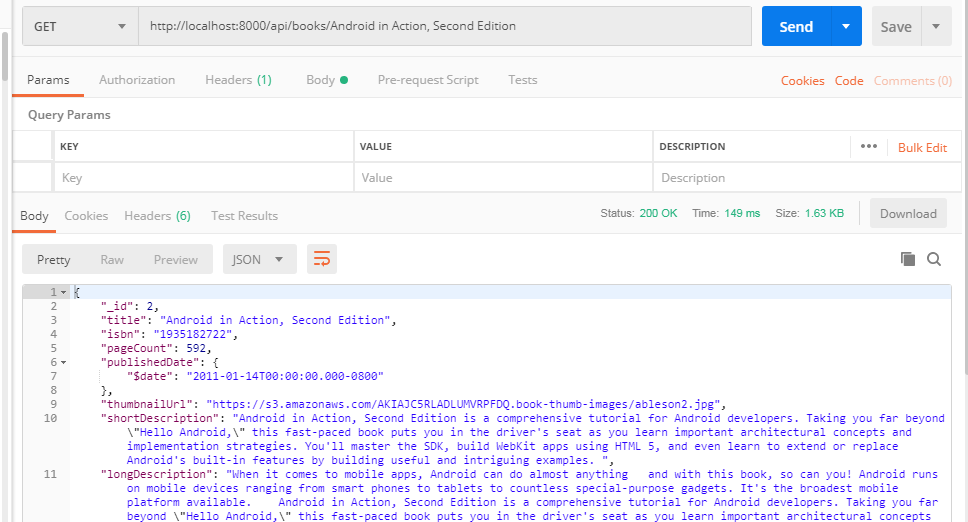 GET http://localhost:8000/api/books/Android in Action, Second Edition Send Save
Params Authorization Headers (1) Body Pre-request Script Tests Cookies Code Comments (0)
Query Params
KEY VALUE DESCRIPTION ••• Bulk Edit
Key Value Description
Body Cookies Headers (6) Test Results Status: 200 OK Time: 149 ms Size: 1.63 KB Download
Pretty Raw Preview JSON
1 {
2 "_id": 2,
3 "title": "Android in Action, Second Edition",
4 "isbn": "1935182722",
5 "pageCount": 592,
6 "publishedDate": {
7 "$date": "2011-01-14T00:00:00.000-0800"
8 },
9 "thumbnailUrl": "https://s3.amazonaws.com/AKIAJC5RLADLUMVRPFDQ.book-thumb-images/ableson2.jpg",
10 "shortDescription": "Android in Action, Second Edition is a comprehensive tutorial for Android developers. Taking you far beyond
\"Hello Android,\" this fast-paced book puts you in the driver's seat as you learn important architectural concepts and
implementation strategies. You'll master the SDK, build WebKit apps using HTML 5, and even learn to extend or replace
Android's built-in features by building useful and intriguing examples. ",
11 "longDescription": "When it comes to mobile apps, Android can do almost anything   and with this book, so can you! Android runs
on mobile devices ranging from smart phones to tablets to countless special-purpose gadgets. It's the broadest mobile
platform available.    Android in Action, Second Edition is a comprehensive tutorial for Android developers. Taking you far
beyond \"Hello Android,\" this fast-paced book puts you in the driver's seat as you learn important architectural concepts